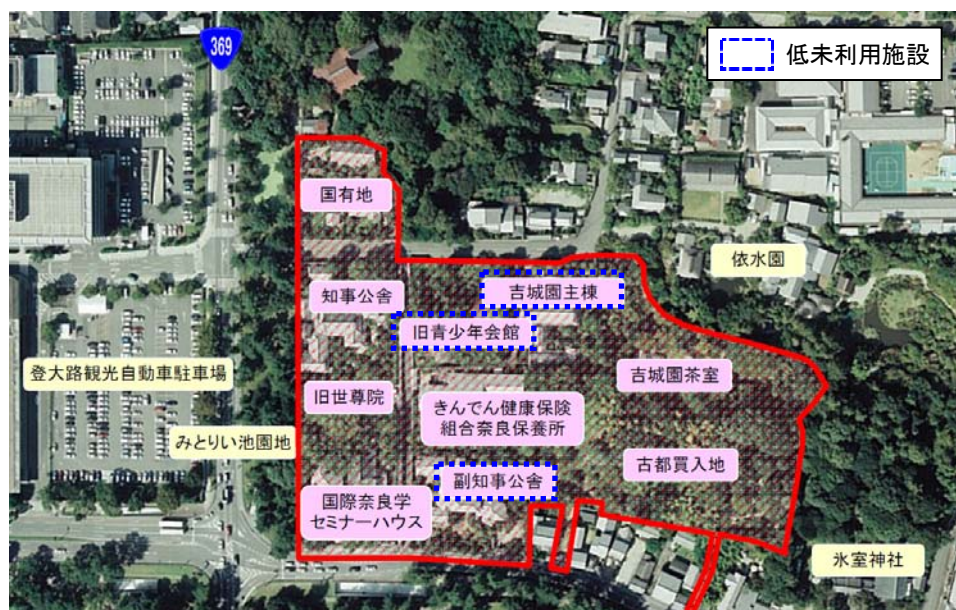 369
低未利用施設
国有地
依水園
吉城園主棟
知事公舎
旧青少年会館
登大路観光自動車駐車場
吉城園茶室
旧世尊院
きんでん健康保険
組合奈良保養所
みとりい池園地
古都買入地
副知事公舎
国際奈良学
セミナーハウス
氷室神社